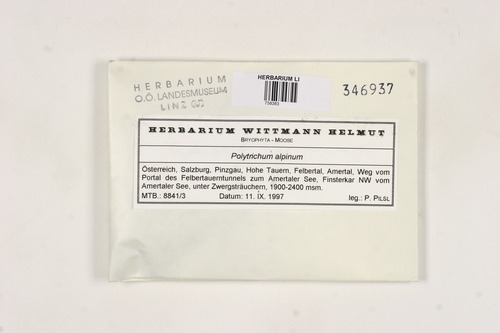 HERBARIUM
O.Ö. LANDESMUSEUM
LINZ
HERBARIUM LI
346937
HERBARIUM WITTMANN HELMUT
BRYOPHYTA - MOOSE
Polytrichum alpinum
Österreich, Salzburg, Pinzgau, Hohe Tauern, Felbertal, Amertal, Weg vom
Portal des Felbertauerntunnels zum Amertaler See, Finsterkar NW vom
Amertaler See, unter Zwergsträuchern, 1900-2400 msm.
MTB.: 8841/3 Datum: 11. IX. 1997 leg.: P. PILSL